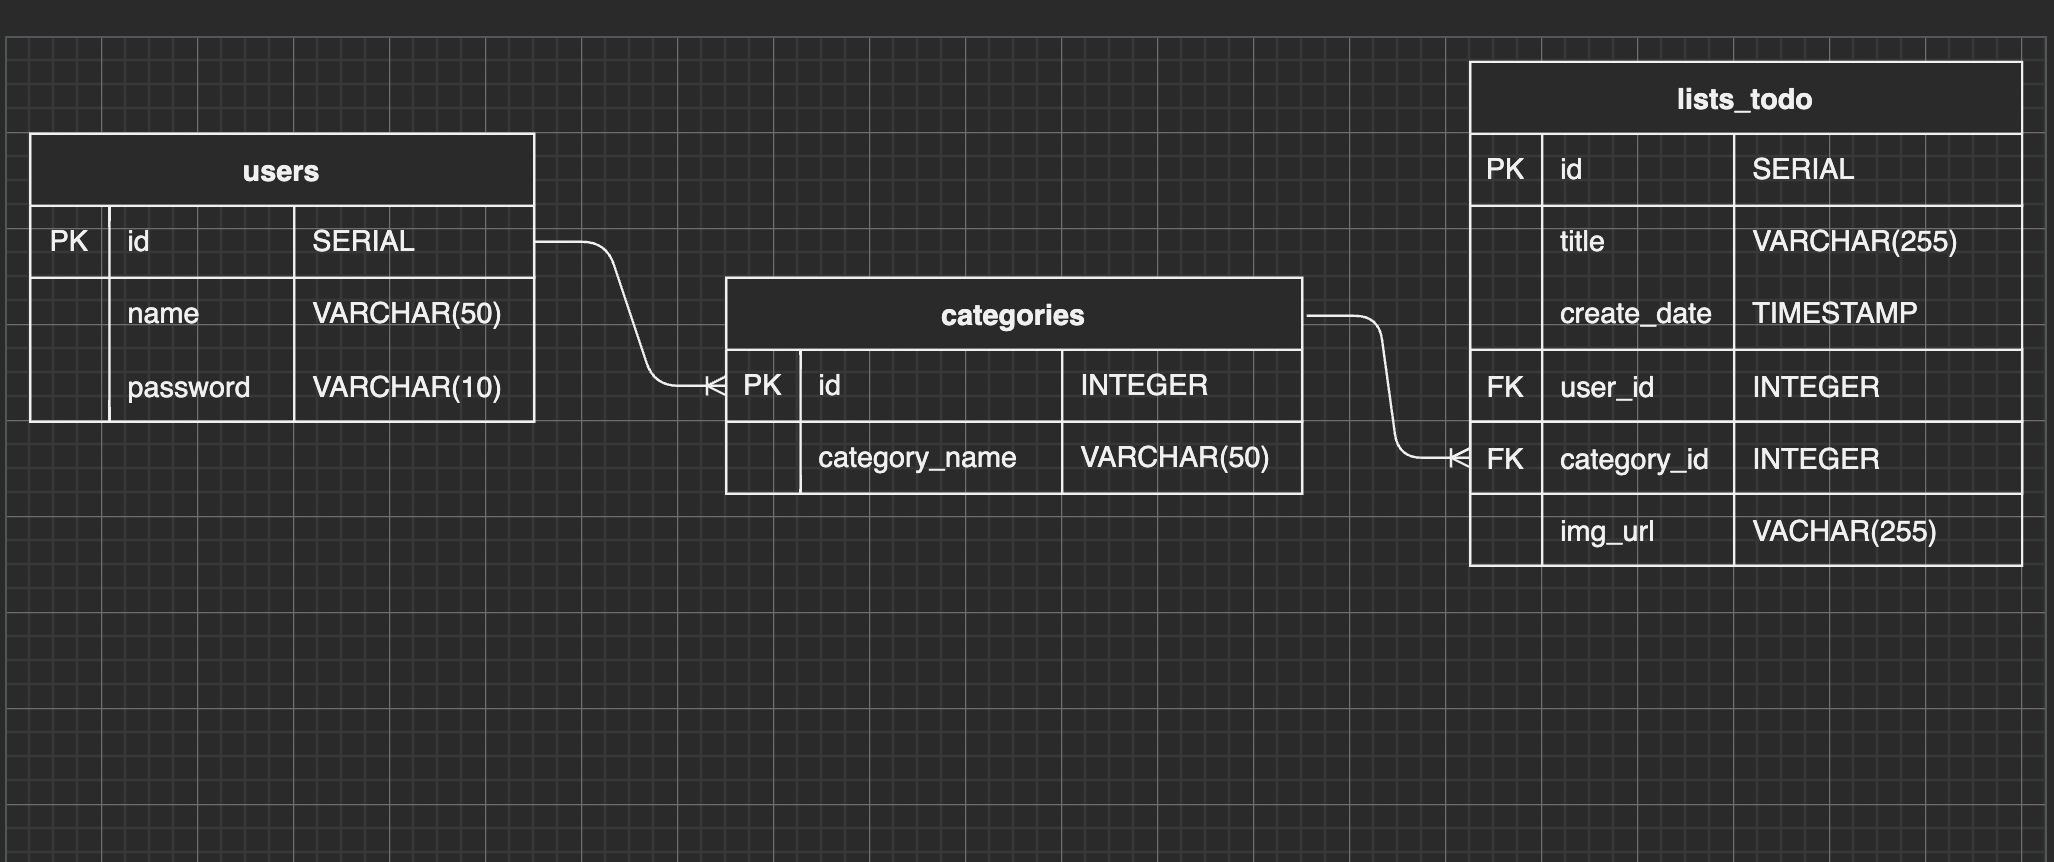 users
PK id SERIAL
name VARCHAR(50)
password VARCHAR(10)
categories
PK id INTEGER
category_name VARCHAR(50)
lists_todo
PK id SERIAL
title VARCHAR(255)
create_date TIMESTAMP
FK user_id INTEGER
FK category_id INTEGER
img_url VACHAR(255)